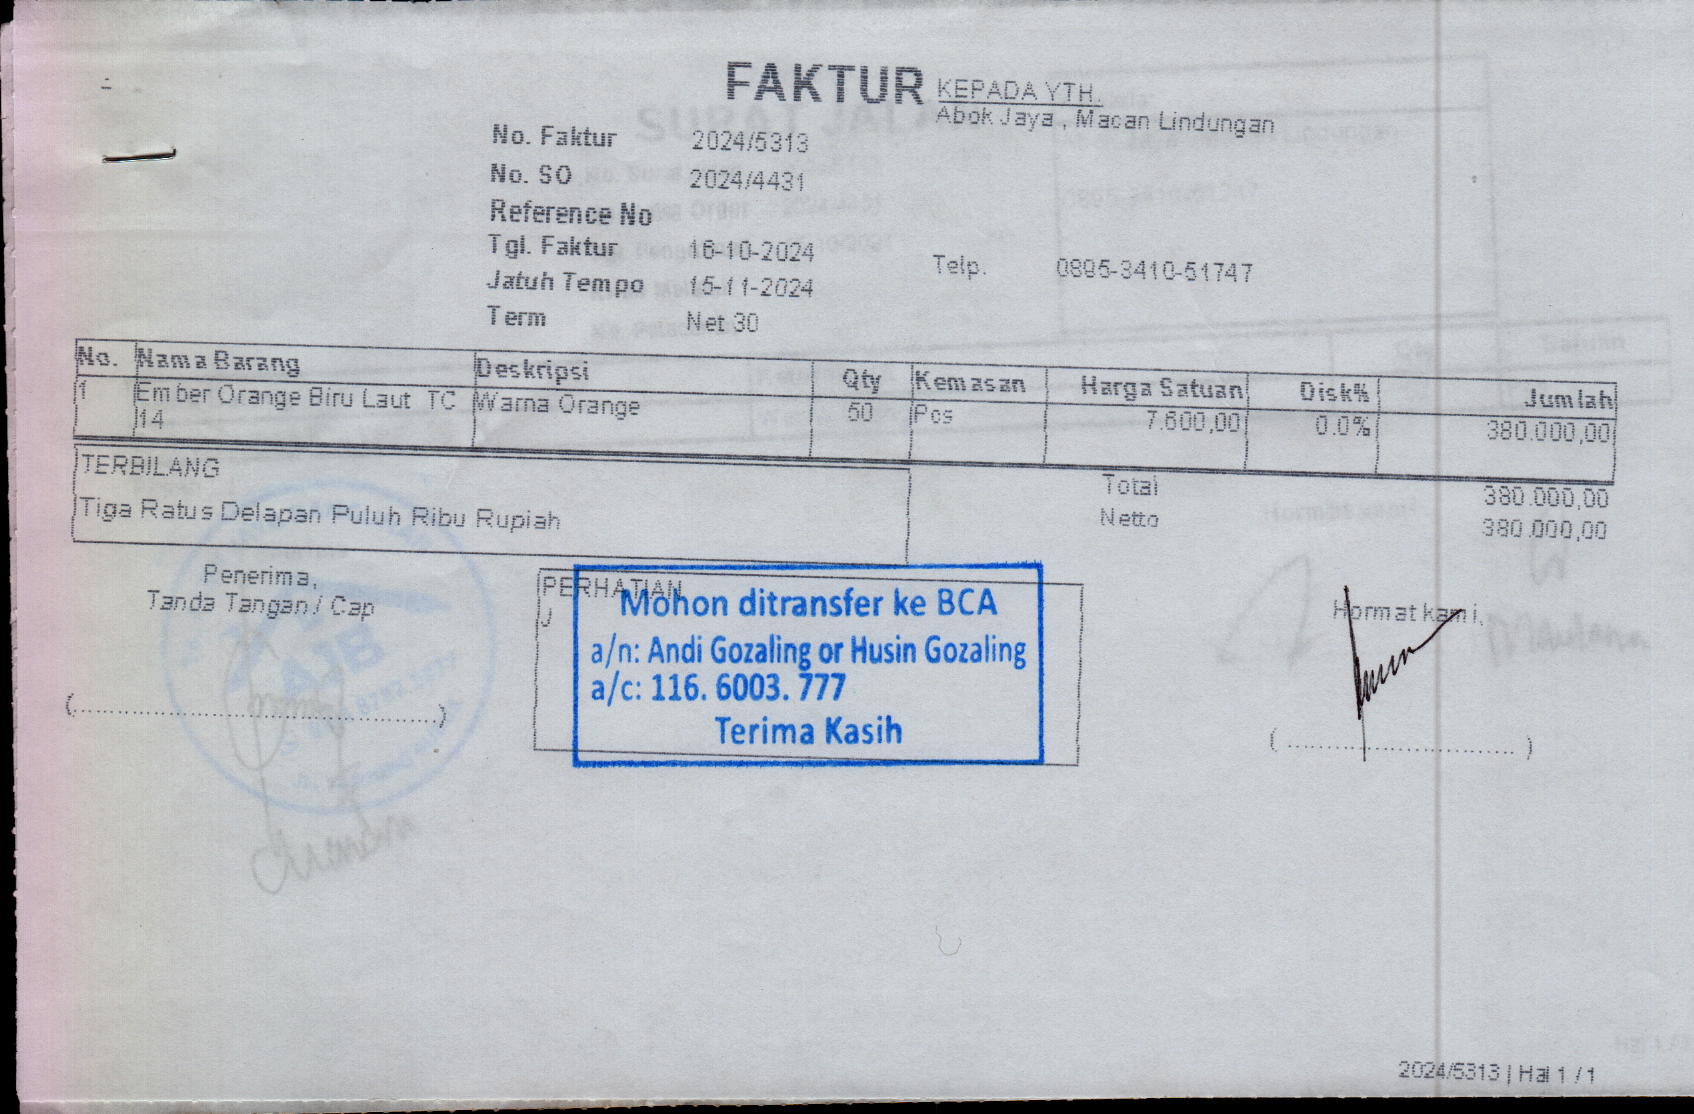 FAKTUR
KEPADA YTH.
Abok Jaya , Macan Lindungan
No. Faktur 2024/5313
No. SO 2024/4431
Reference No
Tgl. Faktur 16-10-2024
Telp. 0895-3410-51747
Jatuh Tempo 15-11-2024
Term Net 30
No. Nama Barang Deskripsi Qty Kemasan Harga Satuan Disk% Jumlah
1 Ember Orange Biru Laut TC Warna Orange 50 Pcs 7.600,00 0.0% 380.000,00
14
TERBILANG
Tiga Ratus Delapan Puluh Ribu Rupiah
Total 380.000,00
Netto 380.000,00
Penerima,
Tanda Tangan / Cap
PERHATIAN
Mohon ditransfer ke BCA
a/n: Andi Gozaling or Husin Gozaling
a/c: 116. 6003. 777
Terima Kasih
Hormat kami,
(..............................)
( .............................. )
SURAT JALAN
AJB
Maulana
2024/5313 | Hal 1 / 1